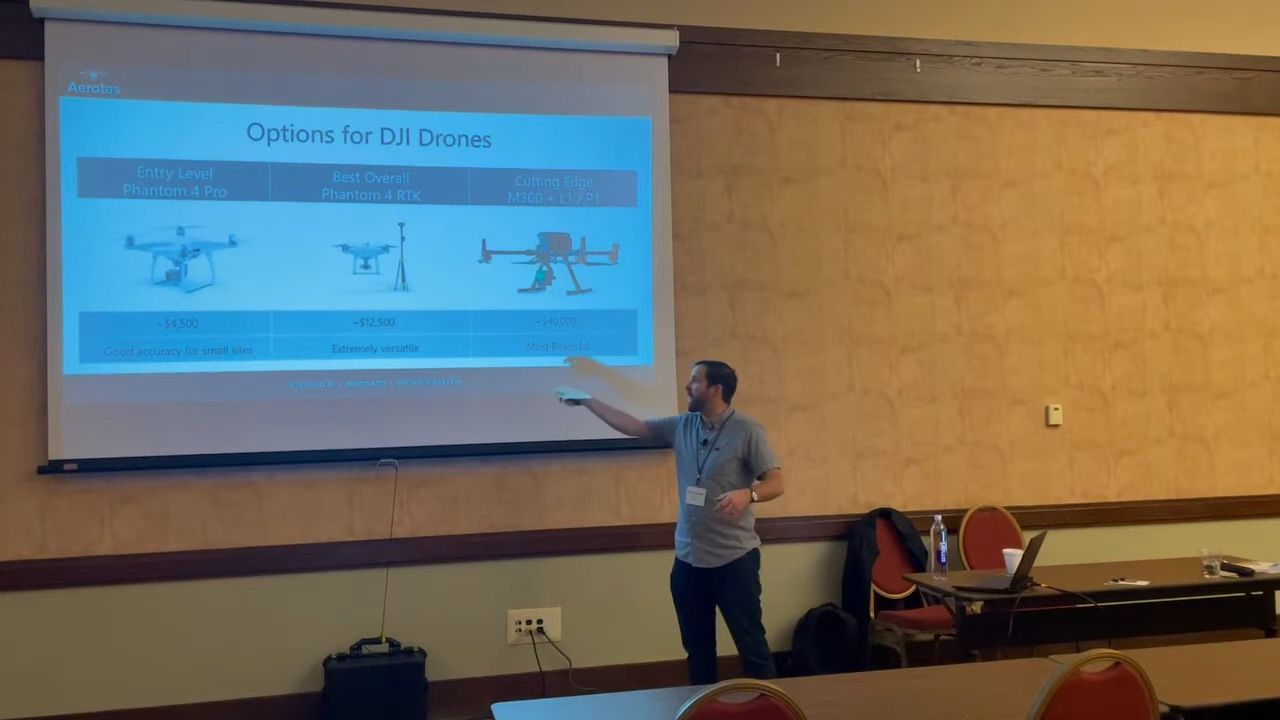 Aerotas
Options for DJI Drones
Entry Level
Phantom 4 Pro
Best Overall
Phantom 4 RTK
Cutting Edge
M300 + L1 / P1
~$4,500
~$12,500
~$40,000
Good accuracy for small sites
Extremely versatile
Most Powerful